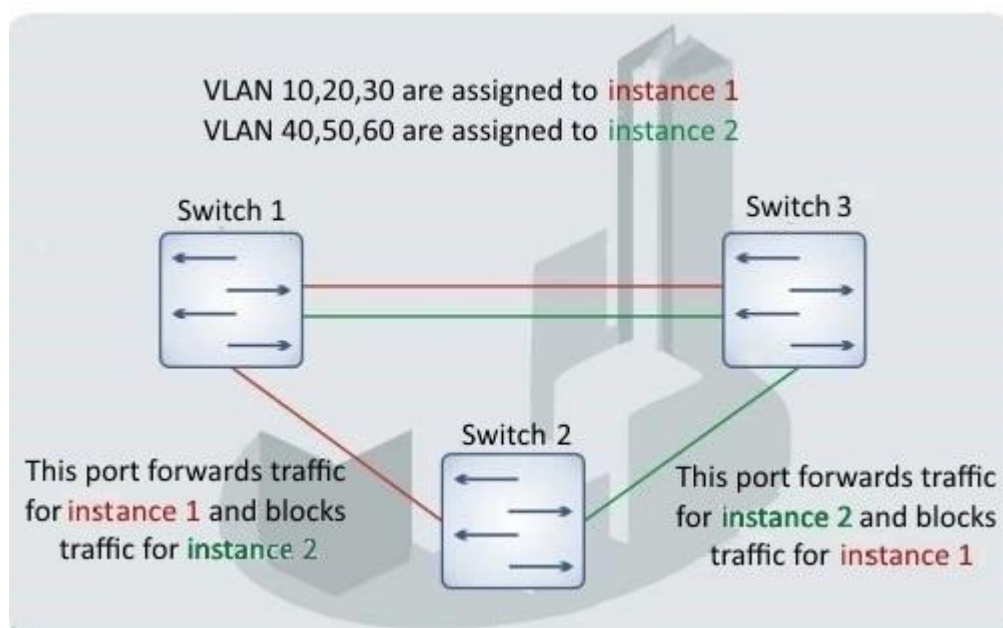 VLAN 10,20,30 are assigned to instance 1
VLAN 40,50,60 are assigned to instance 2
Switch 1
Switch 3
Switch 2
This port forwards traffic
for instance 1 and blocks
traffic for instance 2
This port forwards traffic
for instance 2 and blocks
traffic for instance 1